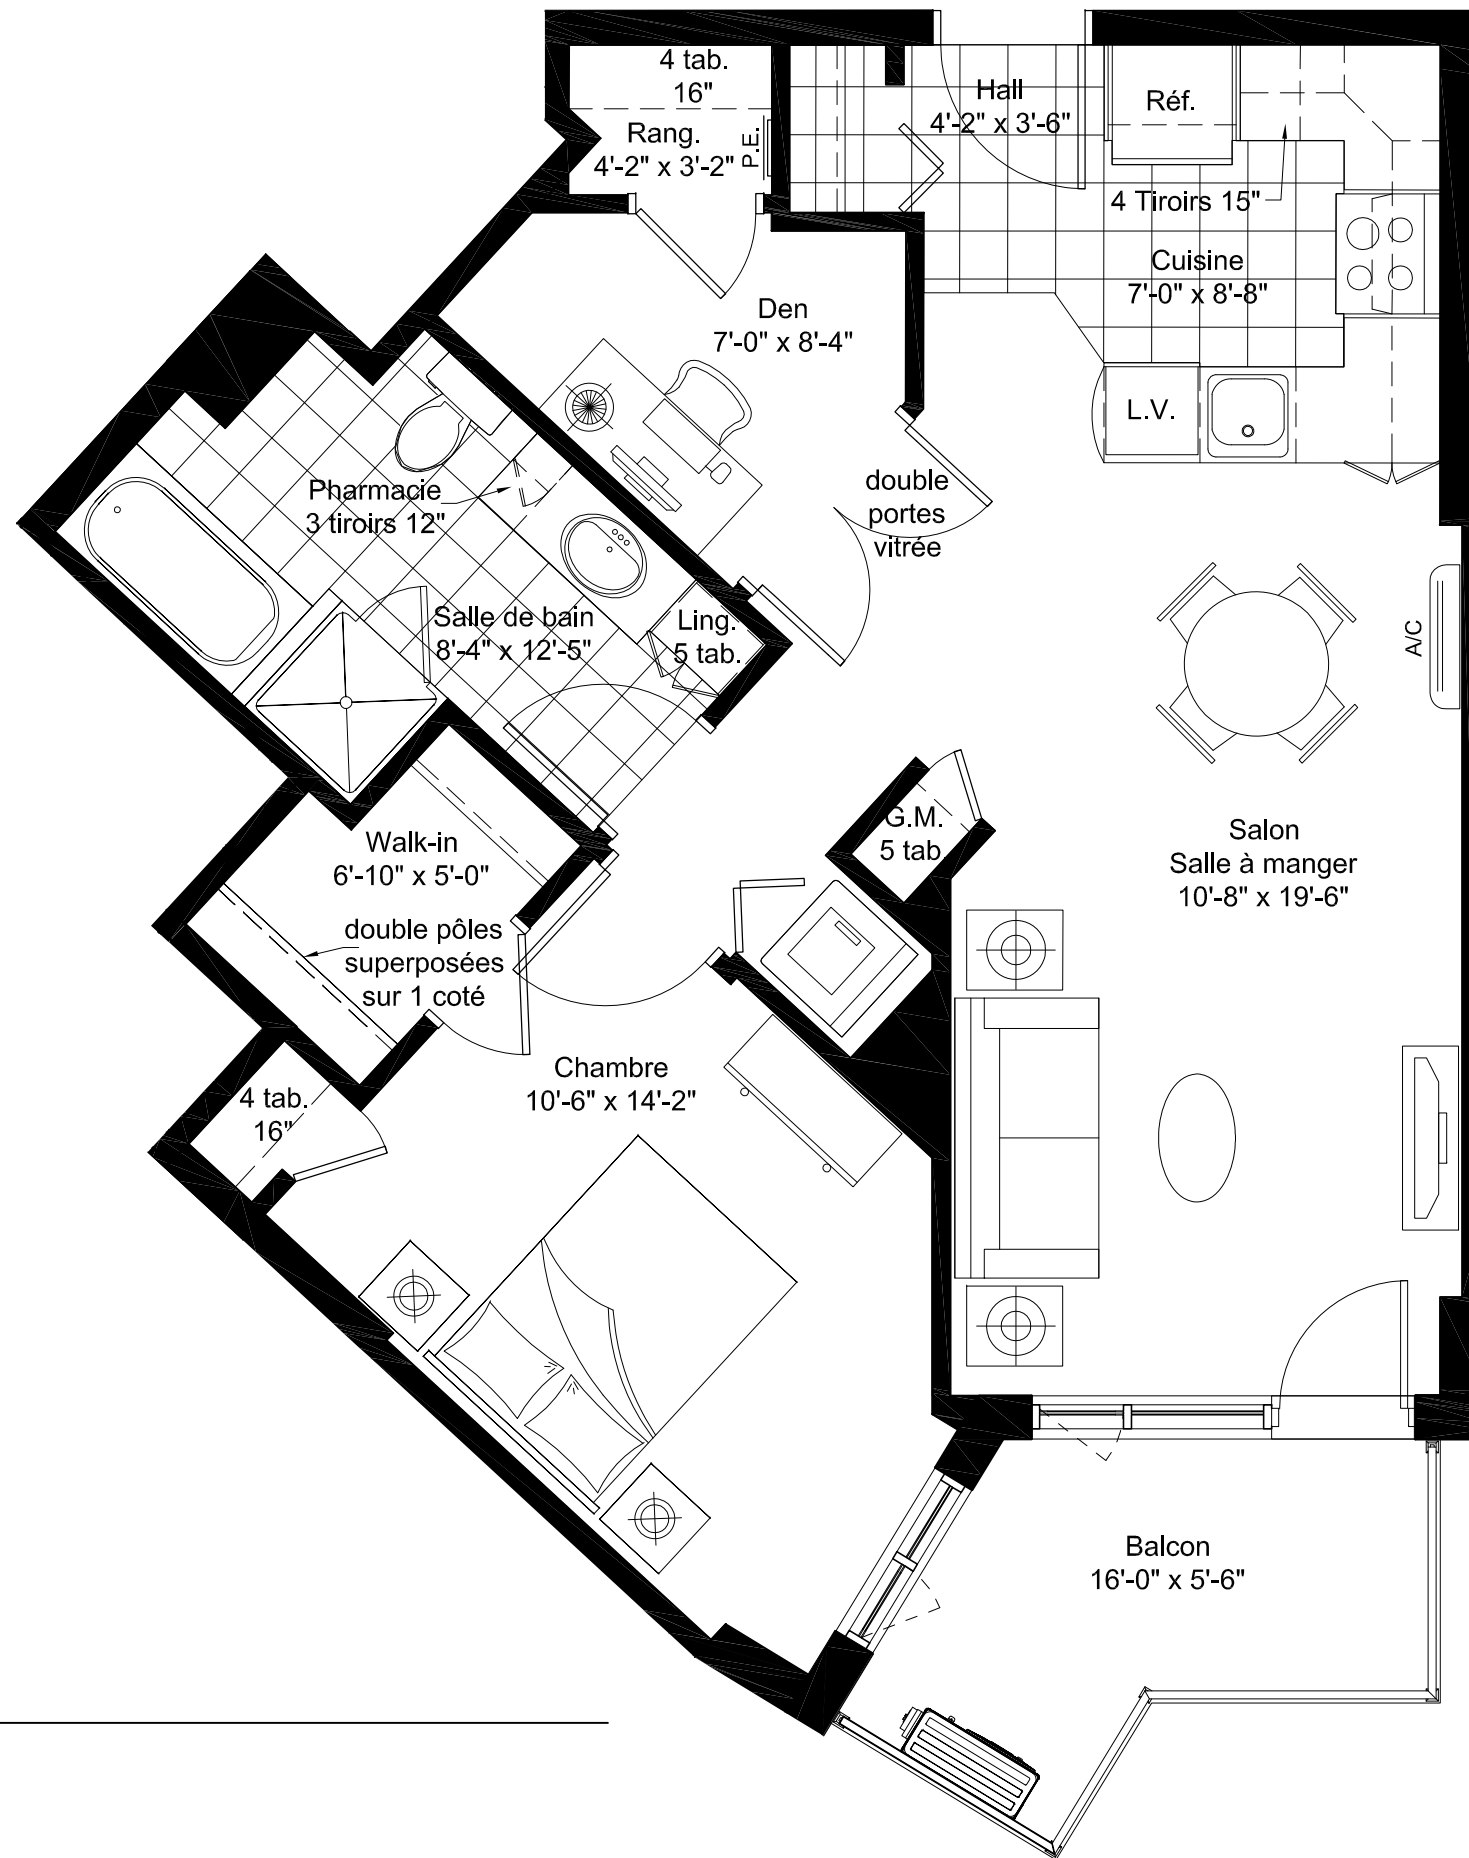 4 tab.
16"
Rang.
4'-2" x 3'-2"
P.E.
Hall
4'-2" x 3'-6"
Réf.
4 Tiroirs 15"
Cuisine
7'-0" x 8'-8"
L.V.
Den
7'-0" x 8'-4"
double
portes
vitrée
Pharmacie
3 tiroirs 12"
Salle de bain
8'-4" x 12'-5"
Ling.
5 tab.
A/C
G.M.
5 tab.
Salon
Salle à manger
10'-8" x 19'-6"
Walk-in
6'-10" x 5'-0"
double pôles
superposées
sur 1 coté
4 tab.
16"
Chambre
10'-6" x 14'-2"
Balcon
16'-0" x 5'-6"